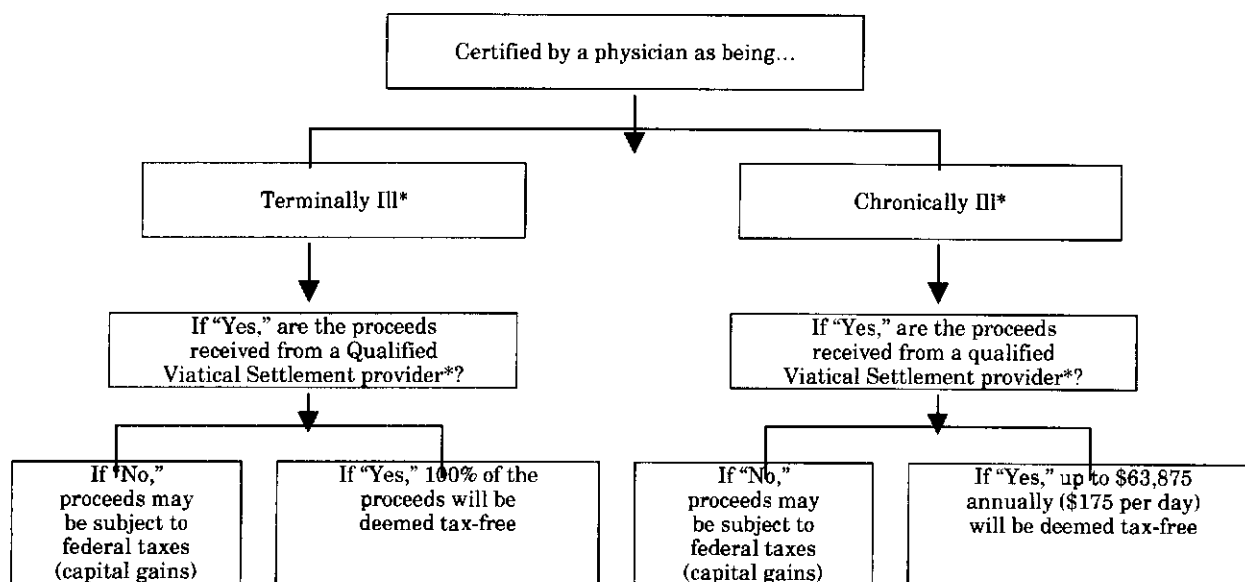 Certified by a physician as being...
Terminally Ill*
Chronically Ill*
If “Yes,” are the proceeds
received from a Qualified
Viatical Settlement provider*?
If “Yes,” are the proceeds
received from a qualified
Viatical Settlement provider*?
If “No,”
proceeds may
be subject to
federal taxes
(capital gains)
If “Yes,” 100% of the
proceeds will be
deemed tax-free
If “No,”
proceeds may
be subject to
federal taxes
(capital gains)
If “Yes,” up to $63,875
annually ($175 per day)
will be deemed tax-free